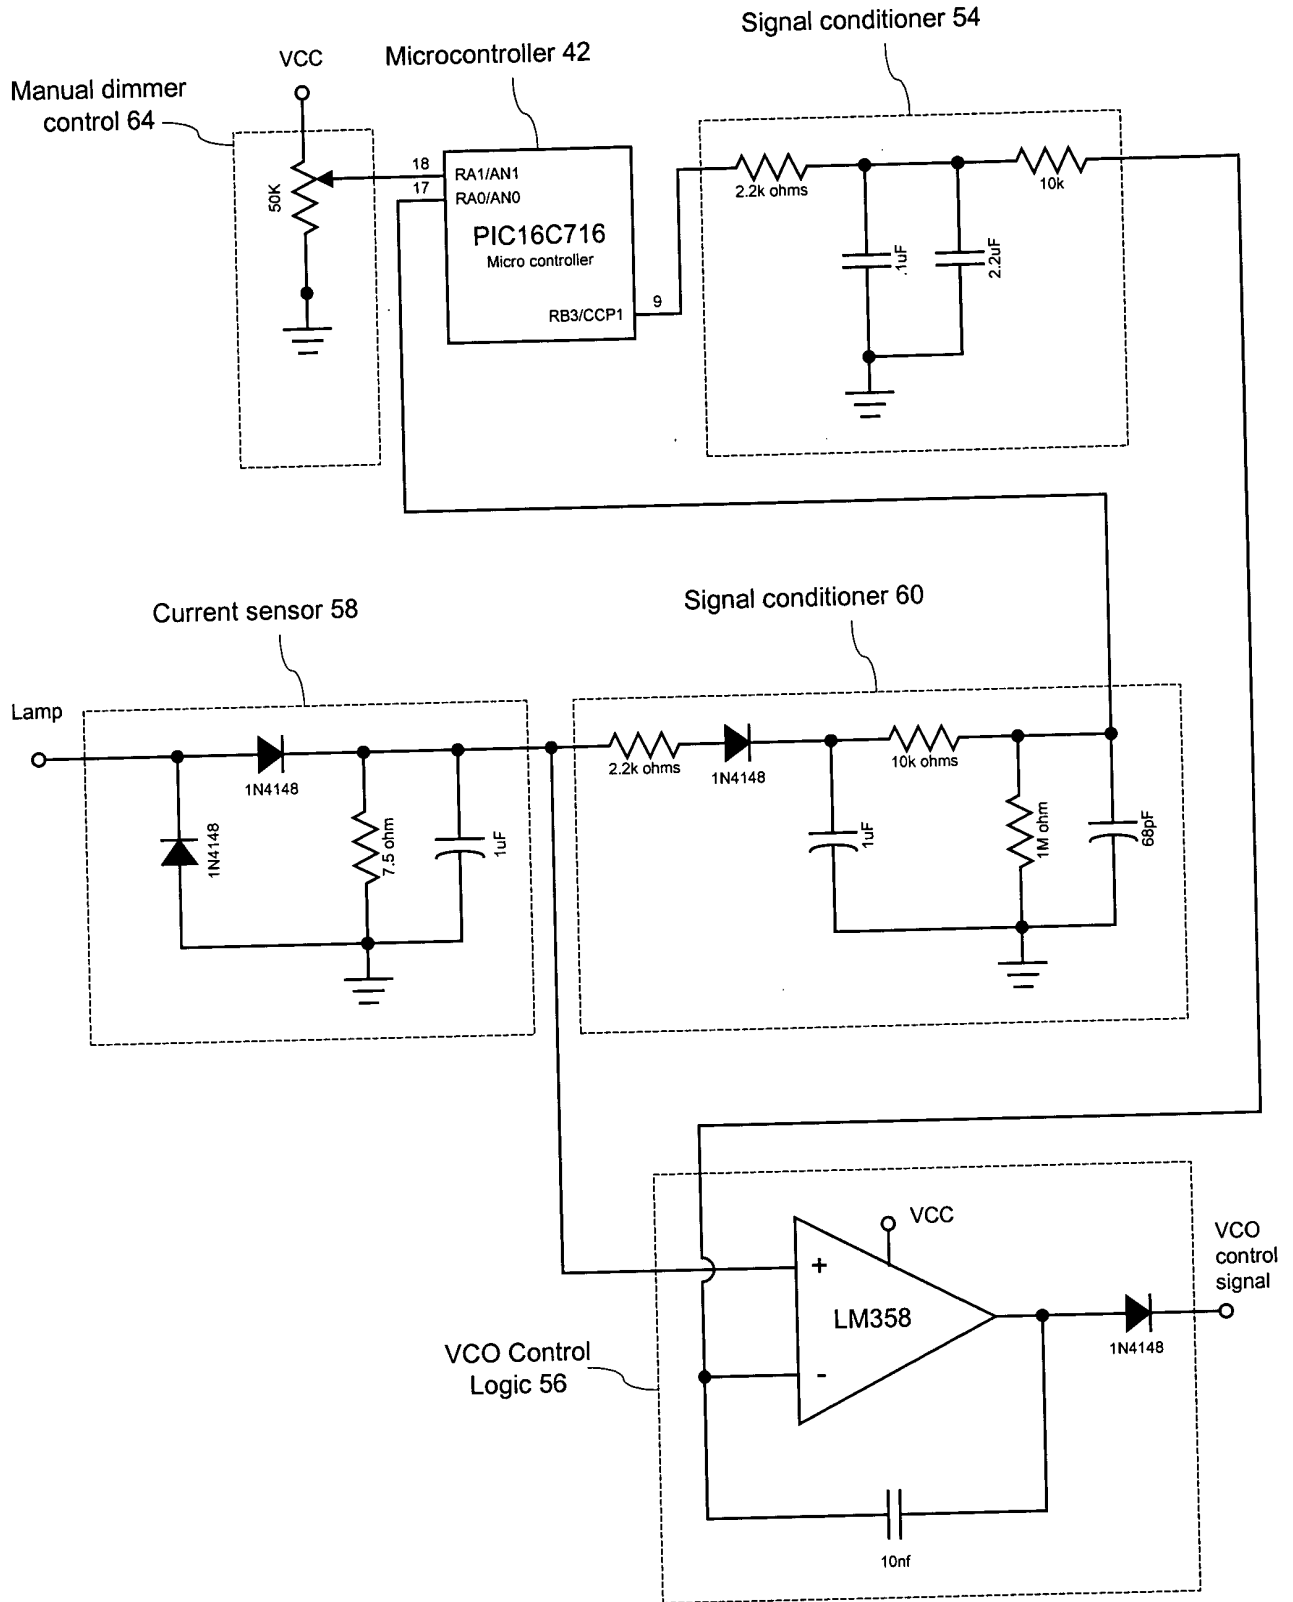 Signal conditioner 54
Microcontroller 42
VCC
Manual dimmer
control 64
50K
18
17
RA1/AN1
RA0/AN0
PIC16C716
Micro controller
RB3/CCP1
9
2.2k ohms
10k
.1uF
2.2uF
Current sensor 58
Signal conditioner 60
Lamp
1N4148
1N4148
7.5 ohm
1uF
2.2k ohms
1N4148
10k ohms
1uF
1M ohm
68pF
VCC
+
LM358
-
VCO
control
signal
1N4148
VCO Control
Logic 56
10nf